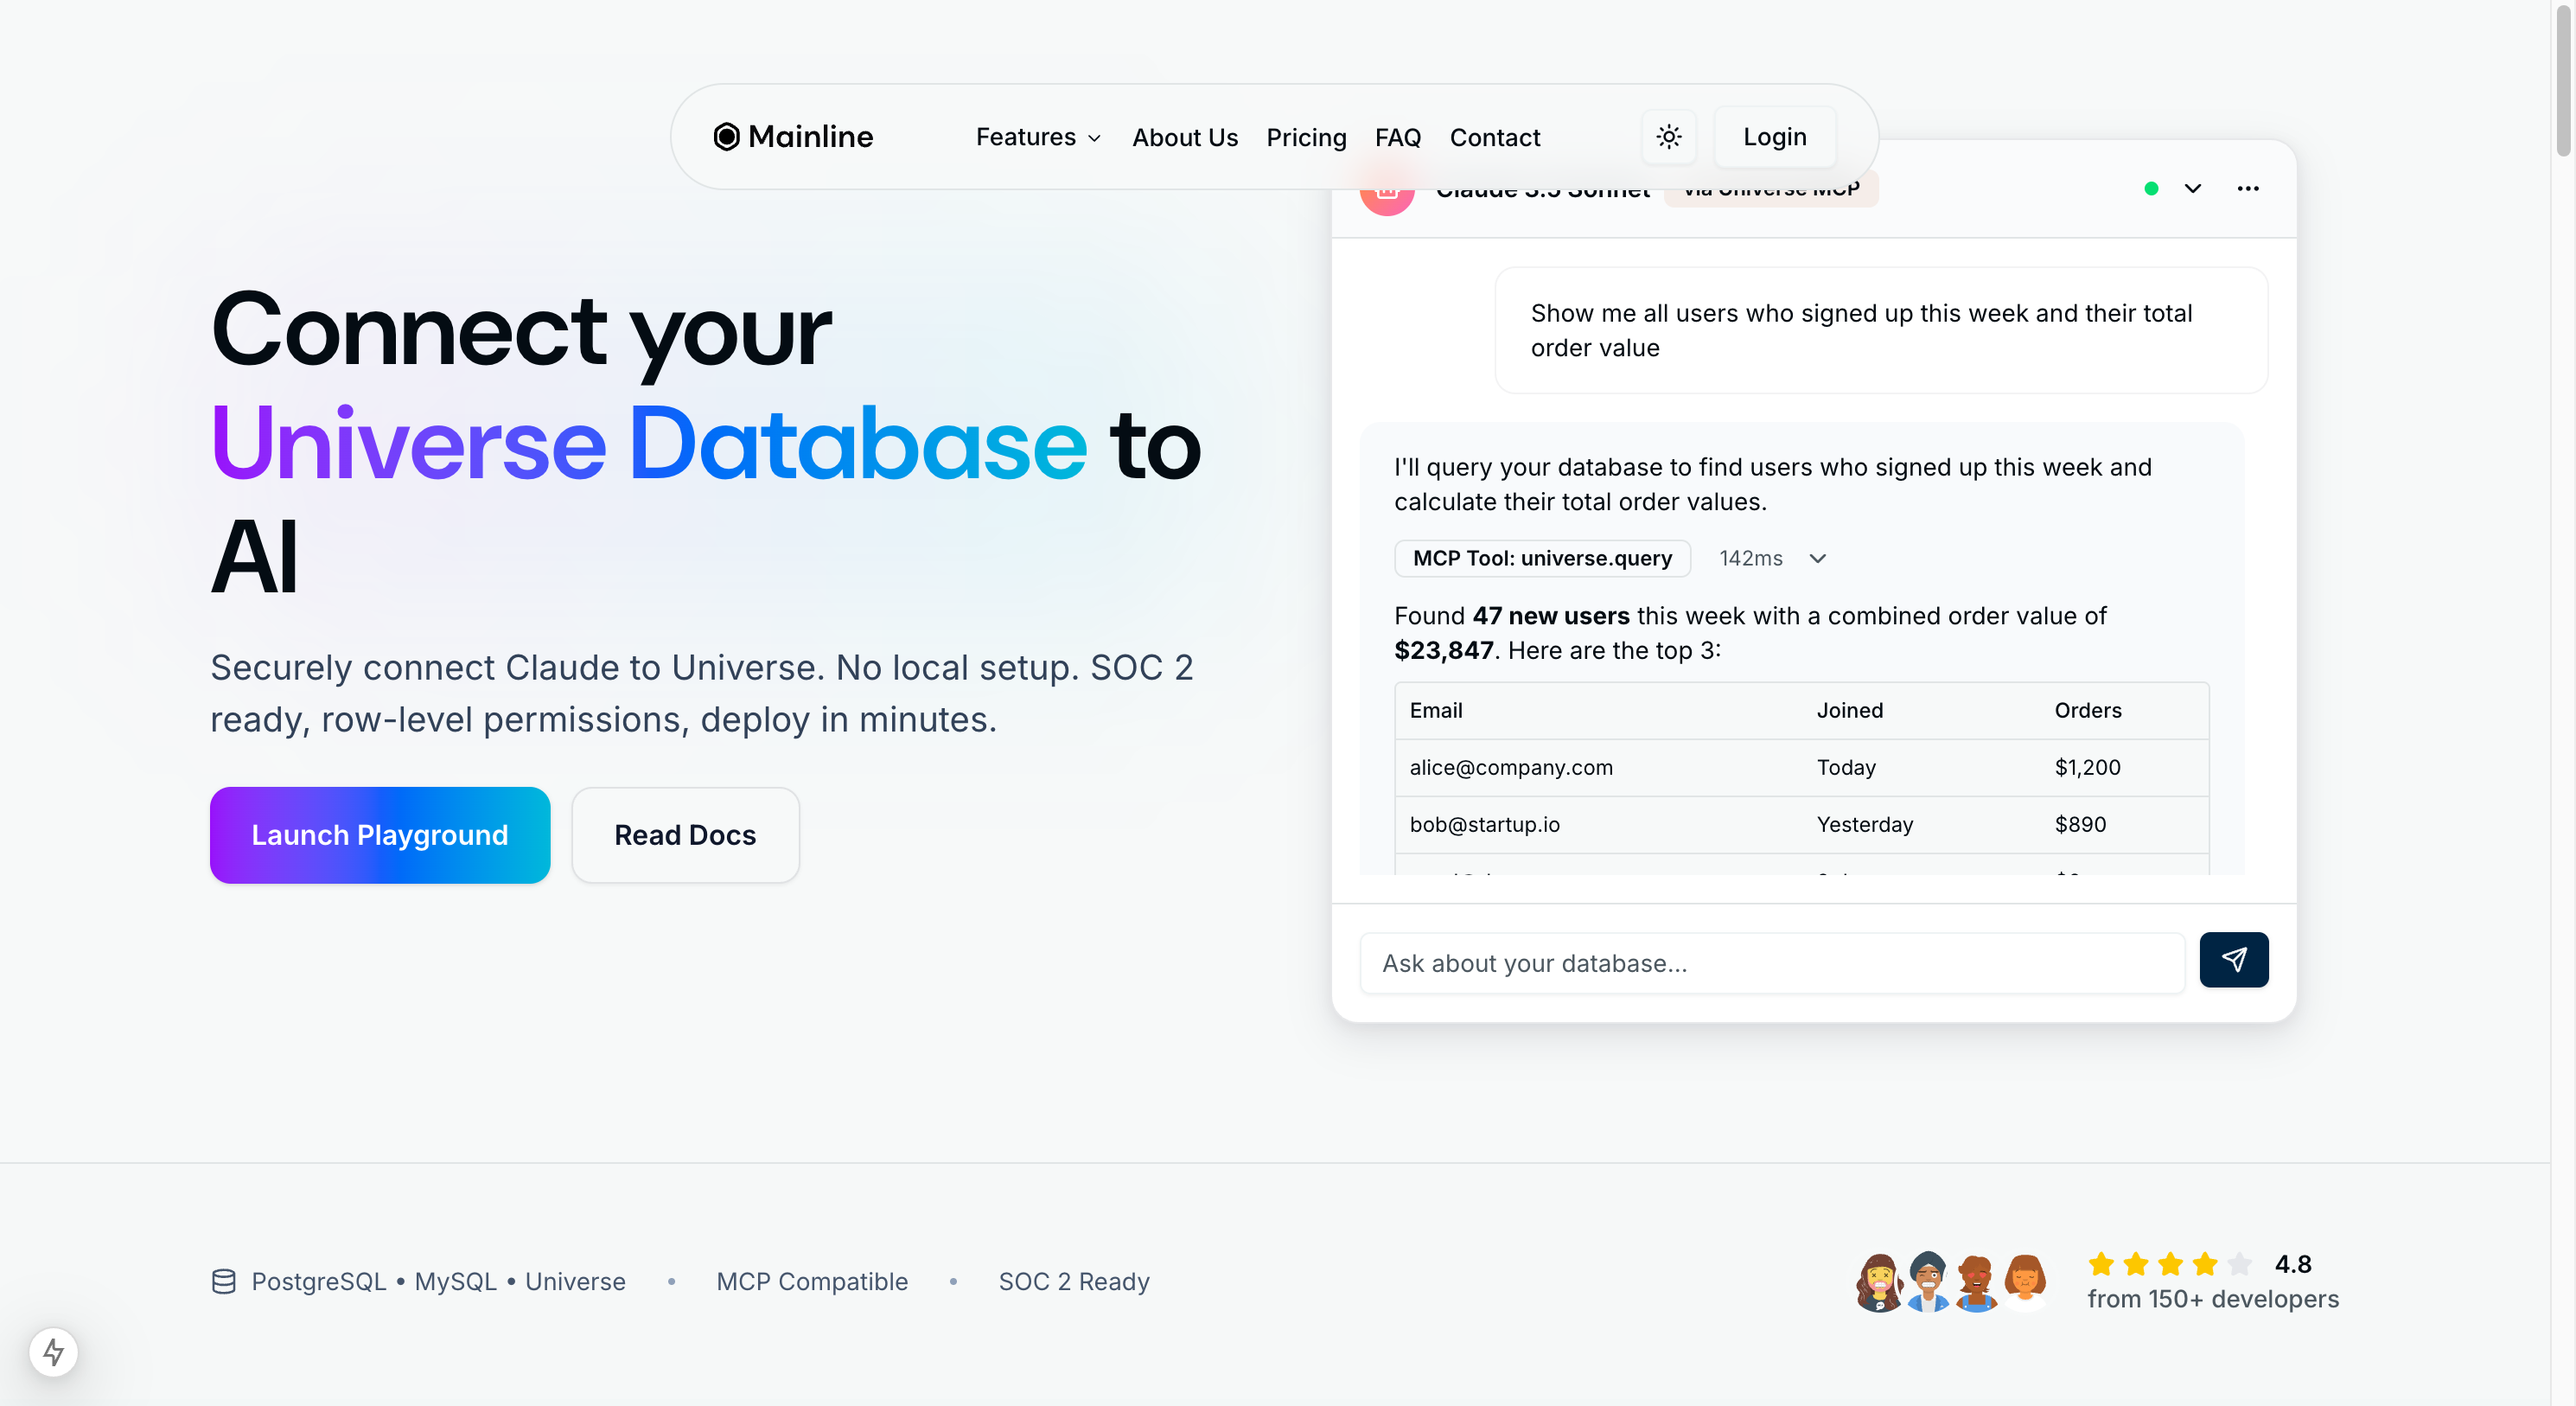 Mainline
Features
About Us
Pricing
FAQ
Contact
Login
Connect your
Universe Database to
AI
Securely connect Claude to Universe. No local setup. SOC 2
ready, row-level permissions, deploy in minutes.
Launch Playground
Read Docs
Claude 3.5 Sonnet
via Universe MCP
Show me all users who signed up this week and their total
order value
I'll query your database to find users who signed up this week and
calculate their total order values.
MCP Tool: universe.query
142ms
Found 47 new users this week with a combined order value of
$23,847. Here are the top 3:
Email Joined Orders
alice@company.com Today $1,200
bob@startup.io Yesterday $890
Ask about your database...
PostgreSQL • MySQL • Universe • MCP Compatible • SOC 2 Ready
4.8
from 150+ developers